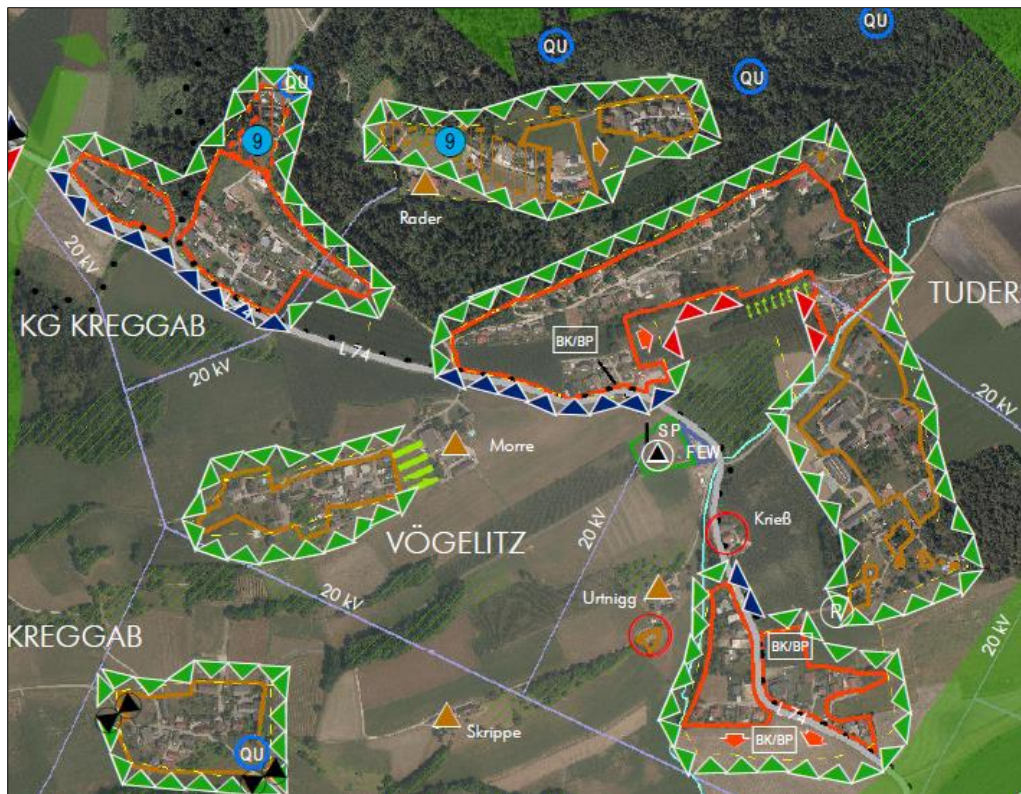 QU
QU
QU
QU
9
9
Rader
20 kV
TUDER
KG KREGGAB
L 74
L 74
BK/BP
20 kV
20 kV
SP
FEW
Morre
VÖGELITZ
Krieß
20 kV
20 kV
Urtnigg
R
KREGGAB
BK/BP
20 kV
L 74
BK/BP
Skrippe
QU